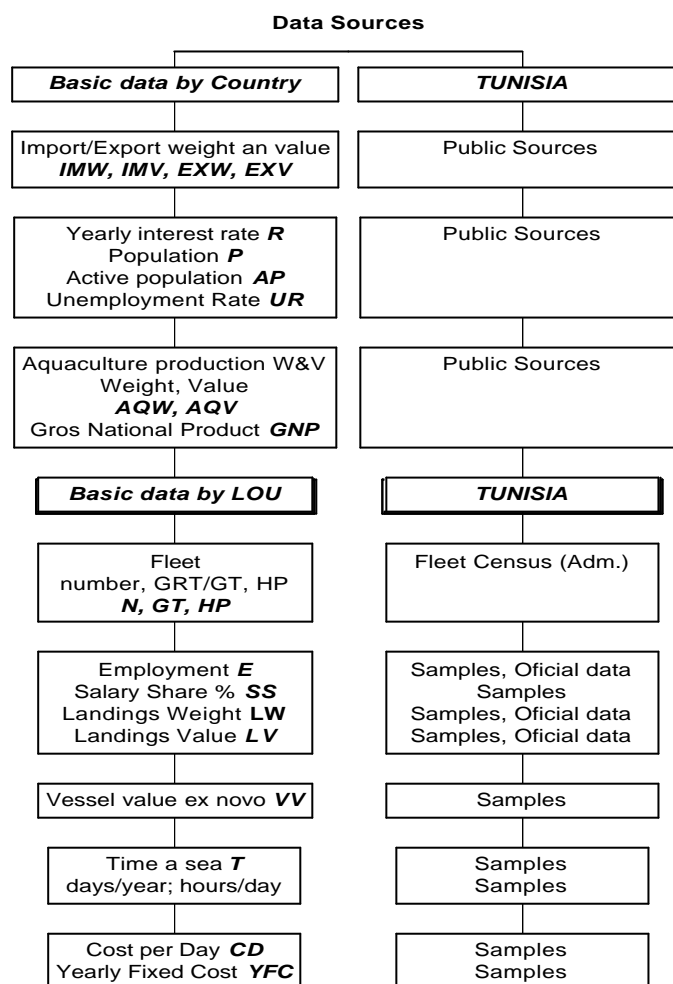 Data Sources
Basic data by Country
TUNISIA
Import/Export weight an value
IMW, IMV, EXW, EXV
Public Sources
Yearly interest rate R
Population P
Active population AP
Unemployment Rate UR
Public Sources
Aquaculture production W&V
Weight, Value
AQW, AQV
Gros National Product GNP
Public Sources
Basic data by LOU
TUNISIA
Fleet
number, GRT/GT, HP
N, GT, HP
Fleet Census (Adm.)
Employment E
Salary Share % SS
Landings Weight LW
Landings Value LV
Samples, Oficial data
Samples
Samples, Oficial data
Samples, Oficial data
Vessel value ex novo VV
Samples
Time a sea T
days/year; hours/day
Samples
Samples
Cost per Day CD
Yearly Fixed Cost YFC
Samples
Samples